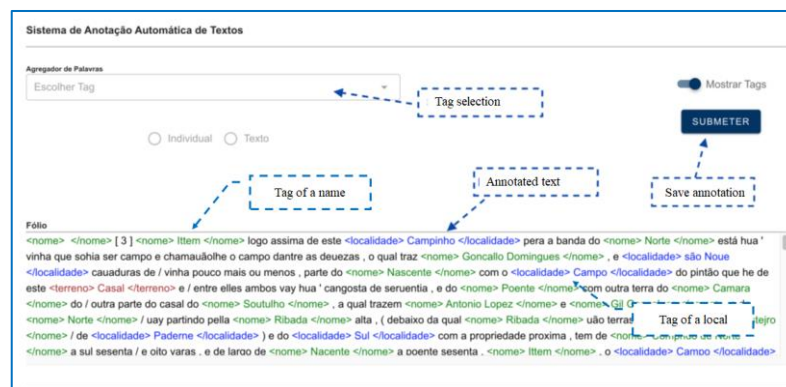 Sistema de Anotação Automática de Textos
Agregador de Palavras
Escolher Tag
Tag selection
Mostrar Tags
SUBMETER
Individual
Texto
Tag of a name
Annotated text
Save annotation
Fólio
<nome> </nome> [ 3 ] <nome> Ittem </nome> logo assima de este <localidade> Campinho </localidade> pera a banda do <nome> Norte </nome> está hua '
vinha que sohia ser campo e chamauãolhe o campo dantre as deuezas , o qual traz <nome> Goncallo Domingues </nome> , e <localidade> são Noue
</localidade> cauaduras de / vinha pouco mais ou menos , parte do <nome> Nascente </nome> com o <localidade> Campo </localidade> do pintão que he de
este <terreno> Casal </terreno> e / entre elles ambos vay hua ' cangosta de seruentia , e do <nome> Poente </nome> com outra terra do <nome> Camara
</nome> do / outra parte do casal do <nome> Soutulho </nome> , a qual trazem <nome> Antonio Lopez </nome> e <nome> Gil
<nome> Norte </nome> / uay partindo pella <nome> Ribada </nome> alta , ( debaixo da qual <nome> Ribada </nome> uão terras
Tag of a local
</nome> / de <localidade> Paderne </localidade> ) e do <localidade> Sul </localidade> com a propriedade proxima , tem de
</nome> a sul sesenta / e oito varas . e de largo de <nome> Nacente </nome> a poente sesenta . <nome> Ittem </nome> . o <localidade> Campo </localidade>